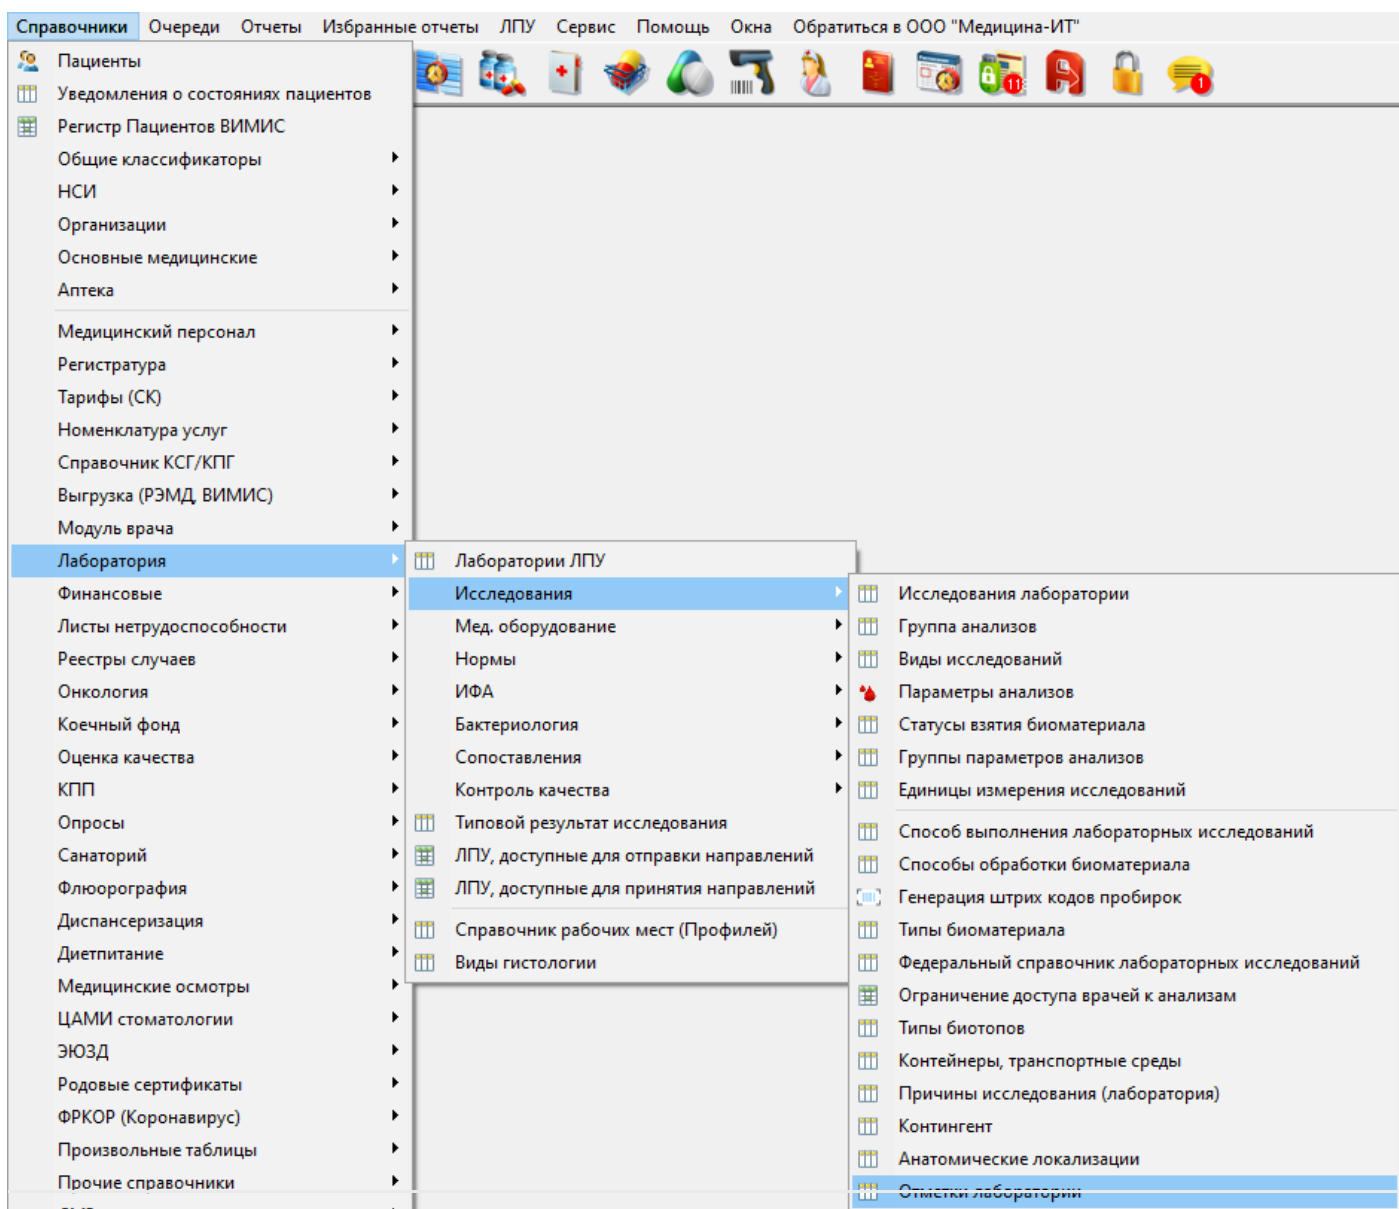 Справочники Очереди Отчеты Избранные отчеты ЛПУ Сервис Помощь Окна Обратиться в ООО "Медицина-ИТ"
11
1
Пациенты
Уведомления о состояниях пациентов
Регистр Пациентов ВИМИС
Общие классификаторы
НСИ
Организации
Основные медицинские
Аптека
Медицинский персонал
Регистратура
Тарифы (СК)
Номенклатура услуг
Справочник КСГ/КПГ
Выгрузка (РЭМД, ВИМИС)
Модуль врача
Лаборатория
Финансовые
Листы нетрудоспособности
Реестры случаев
Онкология
Коечный фонд
Оценка качества
КПП
Опросы
Санаторий
Флюорография
Диспансеризация
Диетпитание
Медицинские осмотры
ЦАМИ стоматологии
ЭЮЗД
Родовые сертификаты
ФРКОР (Коронавирус)
Произвольные таблицы
Прочие справочники
Лаборатории ЛПУ
Исследования
Мед. оборудование
Нормы
ИФА
Бактериология
Сопоставления
Контроль качества
Типовой результат исследования
ЛПУ, доступные для отправки направлений
ЛПУ, доступные для принятия направлений
Справочник рабочих мест (Профилей)
Виды гистологии
Исследования лаборатории
Группа анализов
Виды исследований
Параметры анализов
Статусы взятия биоматериала
Группы параметров анализов
Единицы измерения исследований
Способ выполнения лабораторных исследований
Способы обработки биоматериала
Генерация штрих кодов пробирок
Типы биоматериала
Федеральный справочник лабораторных исследований
Ограничение доступа врачей к анализам
Типы биотопов
Контейнеры, транспортные среды
Причины исследования (лаборатория)
Контингент
Анатомические локализации
Отметки лаборатории